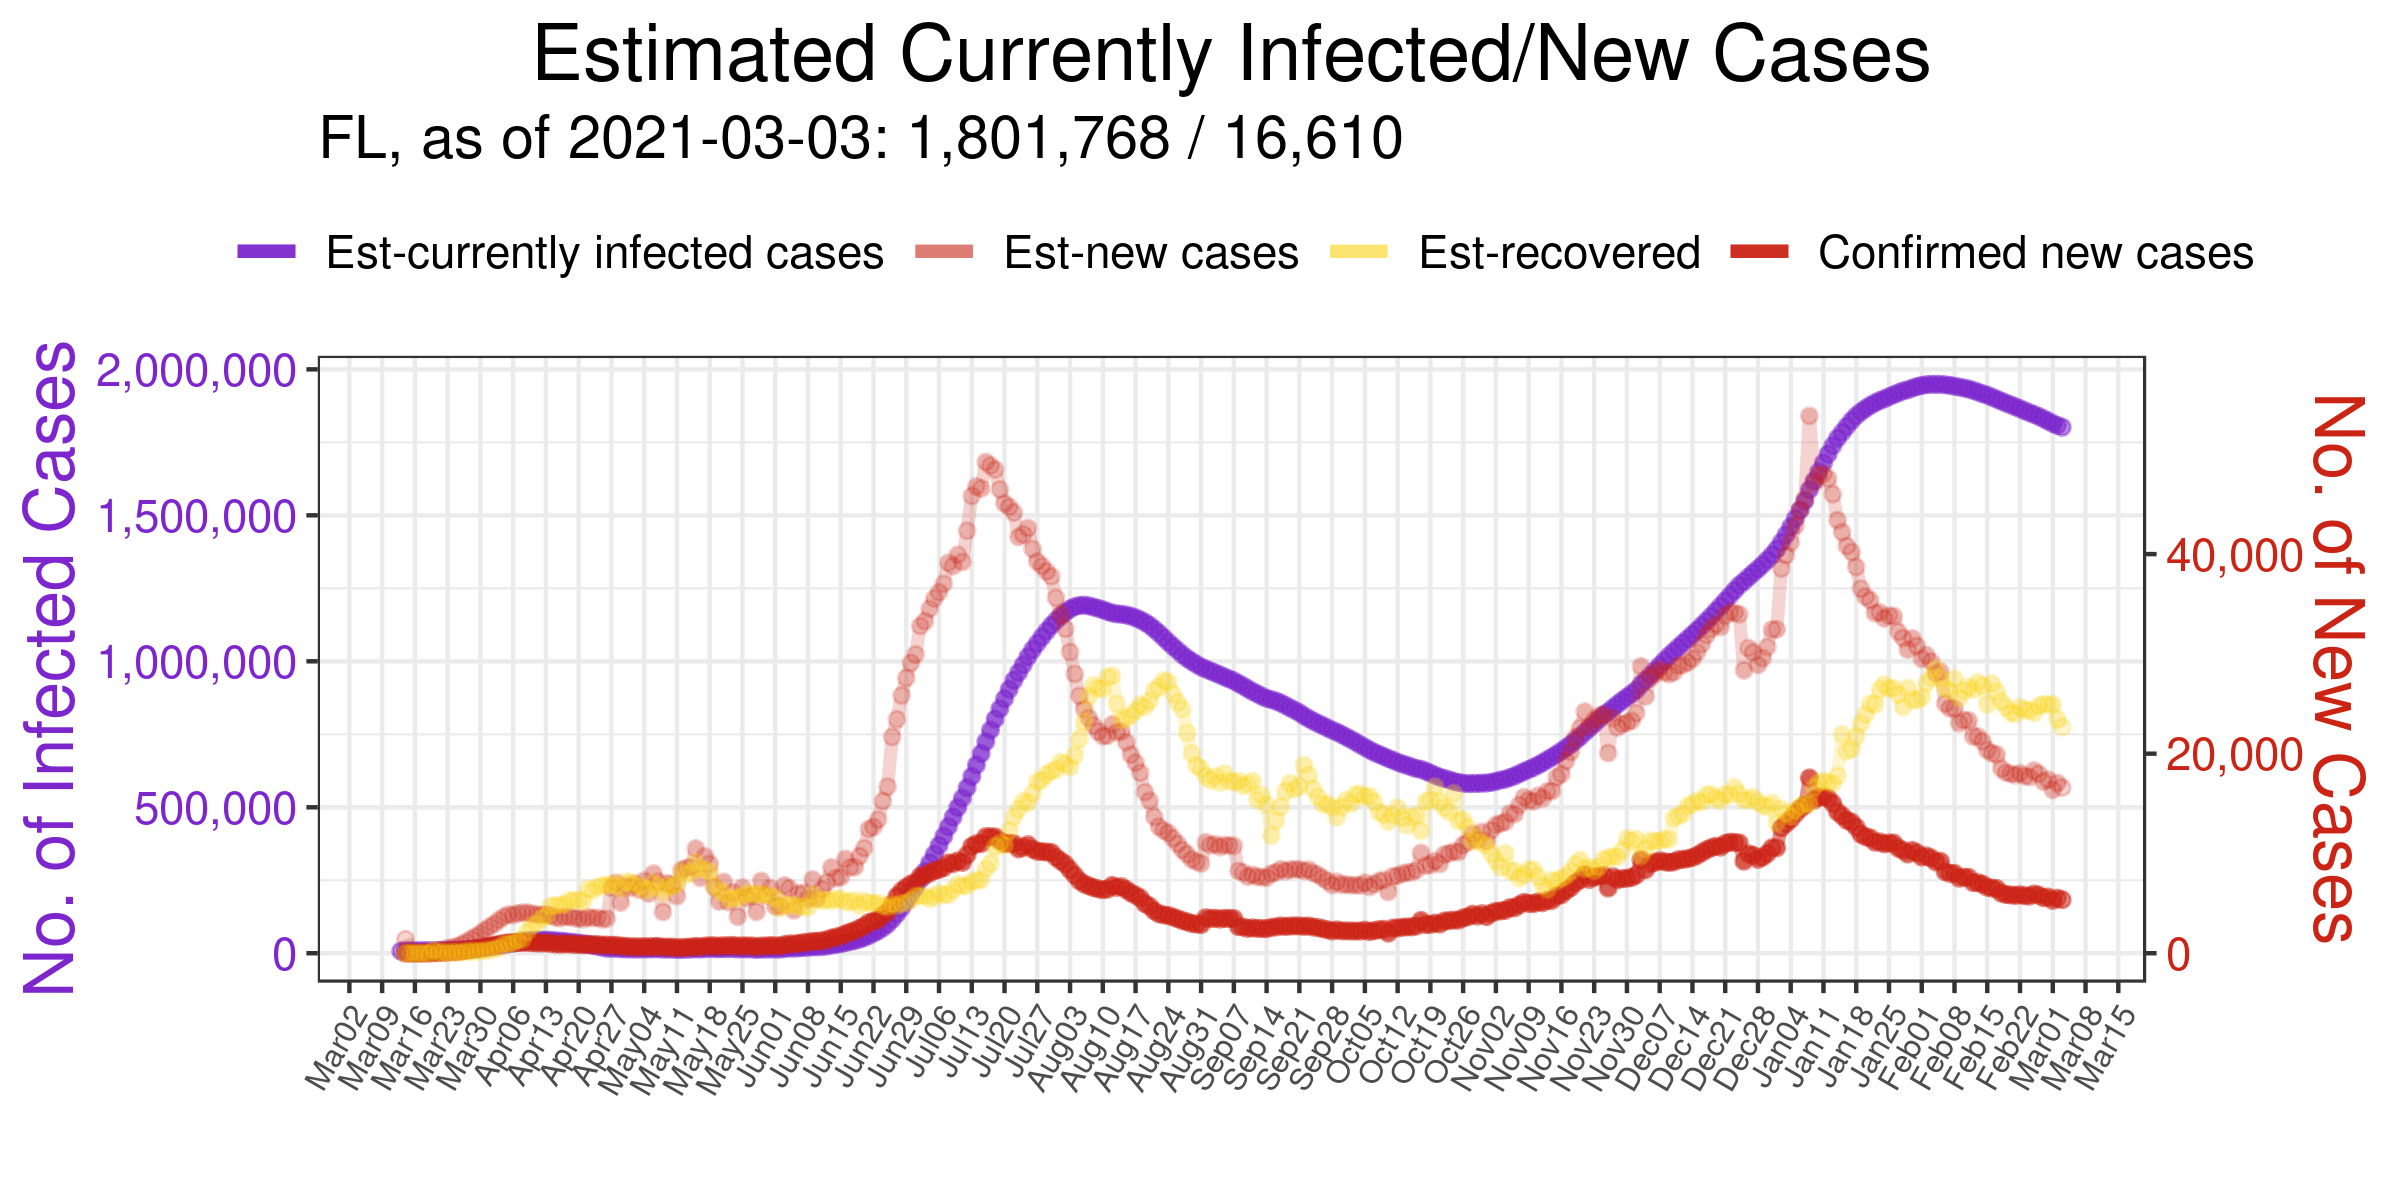 Estimated Currently Infected/New Cases
FL, as of 2021-03-03: 1,801,768 / 16,610
Est-currently infected cases
Est-new cases
Est-recovered
Confirmed new cases
No. of Infected Cases
2,000,000
1,500,000
1,000,000
500,000
0
40,000
20,000
0
No. of New Cases
Mar02
Mar09
Mar16
Mar23
Mar30
Apr06
Apr13
Apr20
Apr27
May04
May11
May18
May25
Jun01
Jun08
Jun15
Jun22
Jun29
Jul06
Jul13
Jul20
Jul27
Aug03
Aug10
Aug17
Aug24
Aug31
Sep07
Sep14
Sep21
Sep28
Oct05
Oct12
Oct19
Oct26
Nov02
Nov09
Nov16
Nov23
Nov30
Dec07
Dec14
Dec21
Dec28
Jan04
Jan11
Jan18
Jan25
Feb01
Feb08
Feb15
Feb22
Mar01
Mar08
Mar15